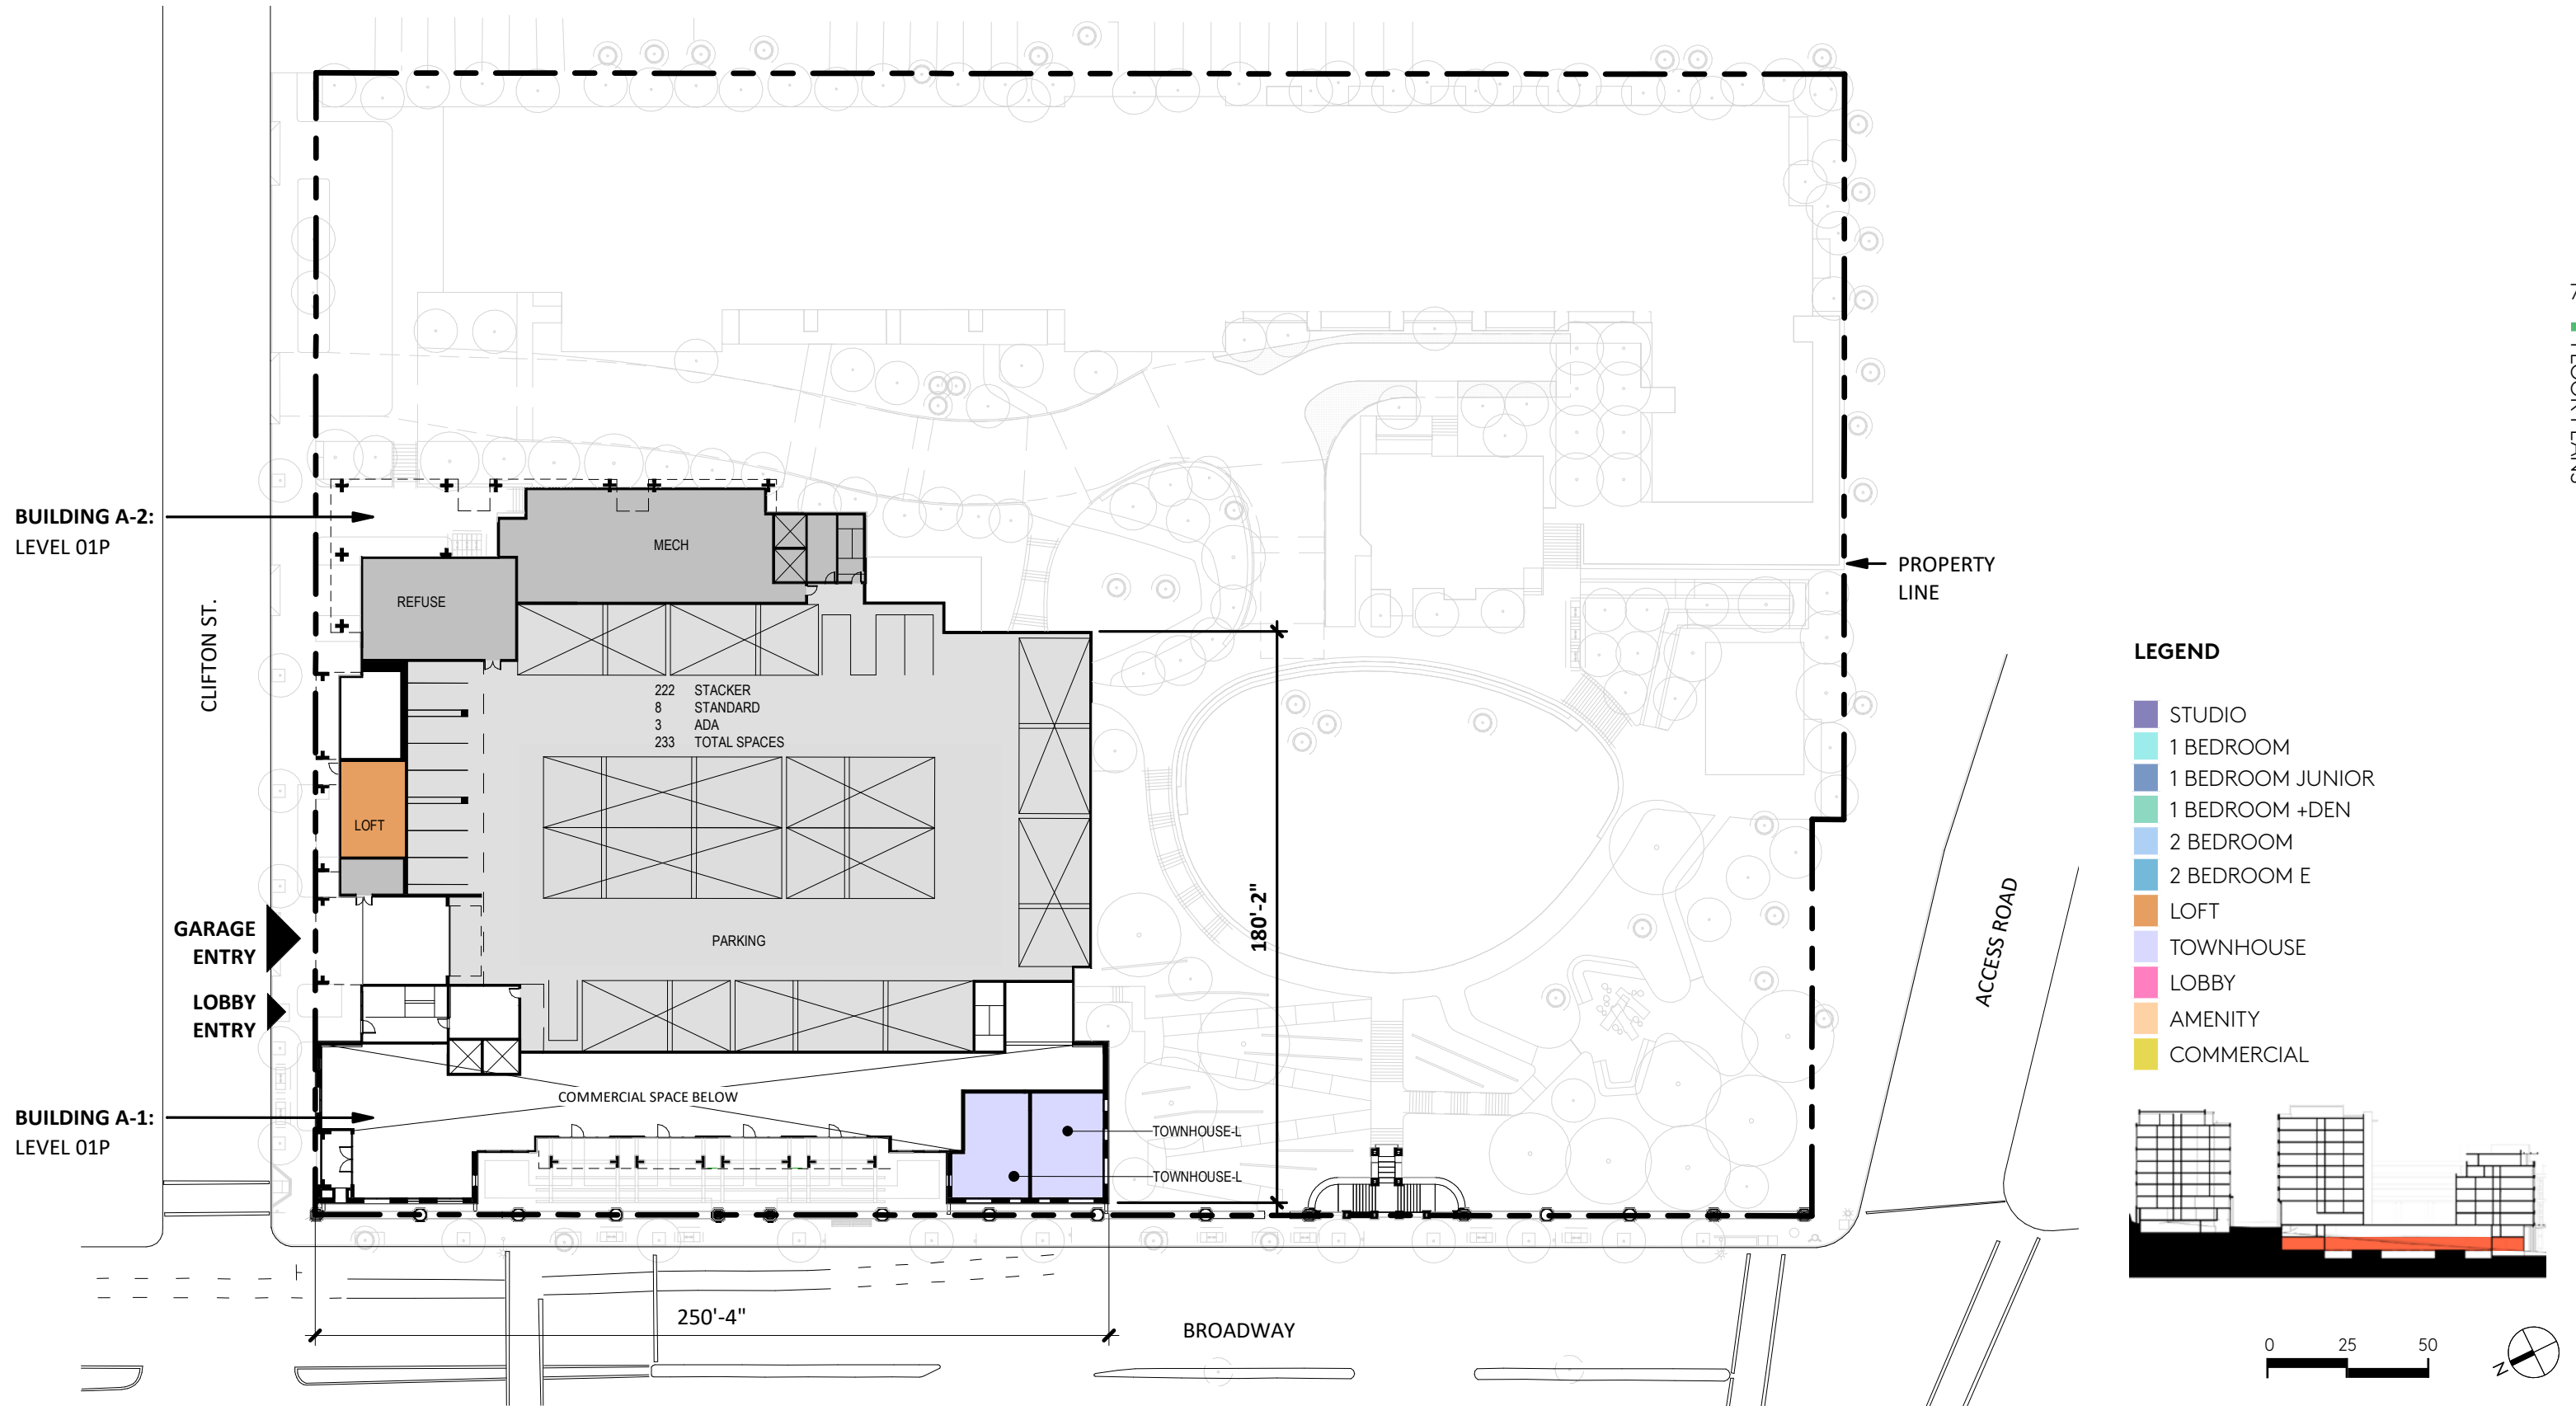 BUILDING A-2:
LEVEL 01P
CLIFTON ST.
GARAGE
ENTRY
LOBBY
ENTRY
BUILDING A-1:
LEVEL 01P
MECH
REFUSE
222 STACKER
8 STANDARD
3 ADA
233 TOTAL SPACES
LOFT
PARKING
COMMERCIAL SPACE BELOW
TOWNHOUSE-L
TOWNHOUSE-L
180'-2"
250'-4"
BROADWAY
PROPERTY
LINE
ACCESS ROAD
LEGEND
STUDIO
1 BEDROOM
1 BEDROOM JUNIOR
1 BEDROOM +DEN
2 BEDROOM
2 BEDROOM E
LOFT
TOWNHOUSE
LOBBY
AMENITY
COMMERCIAL
0 25 50
N